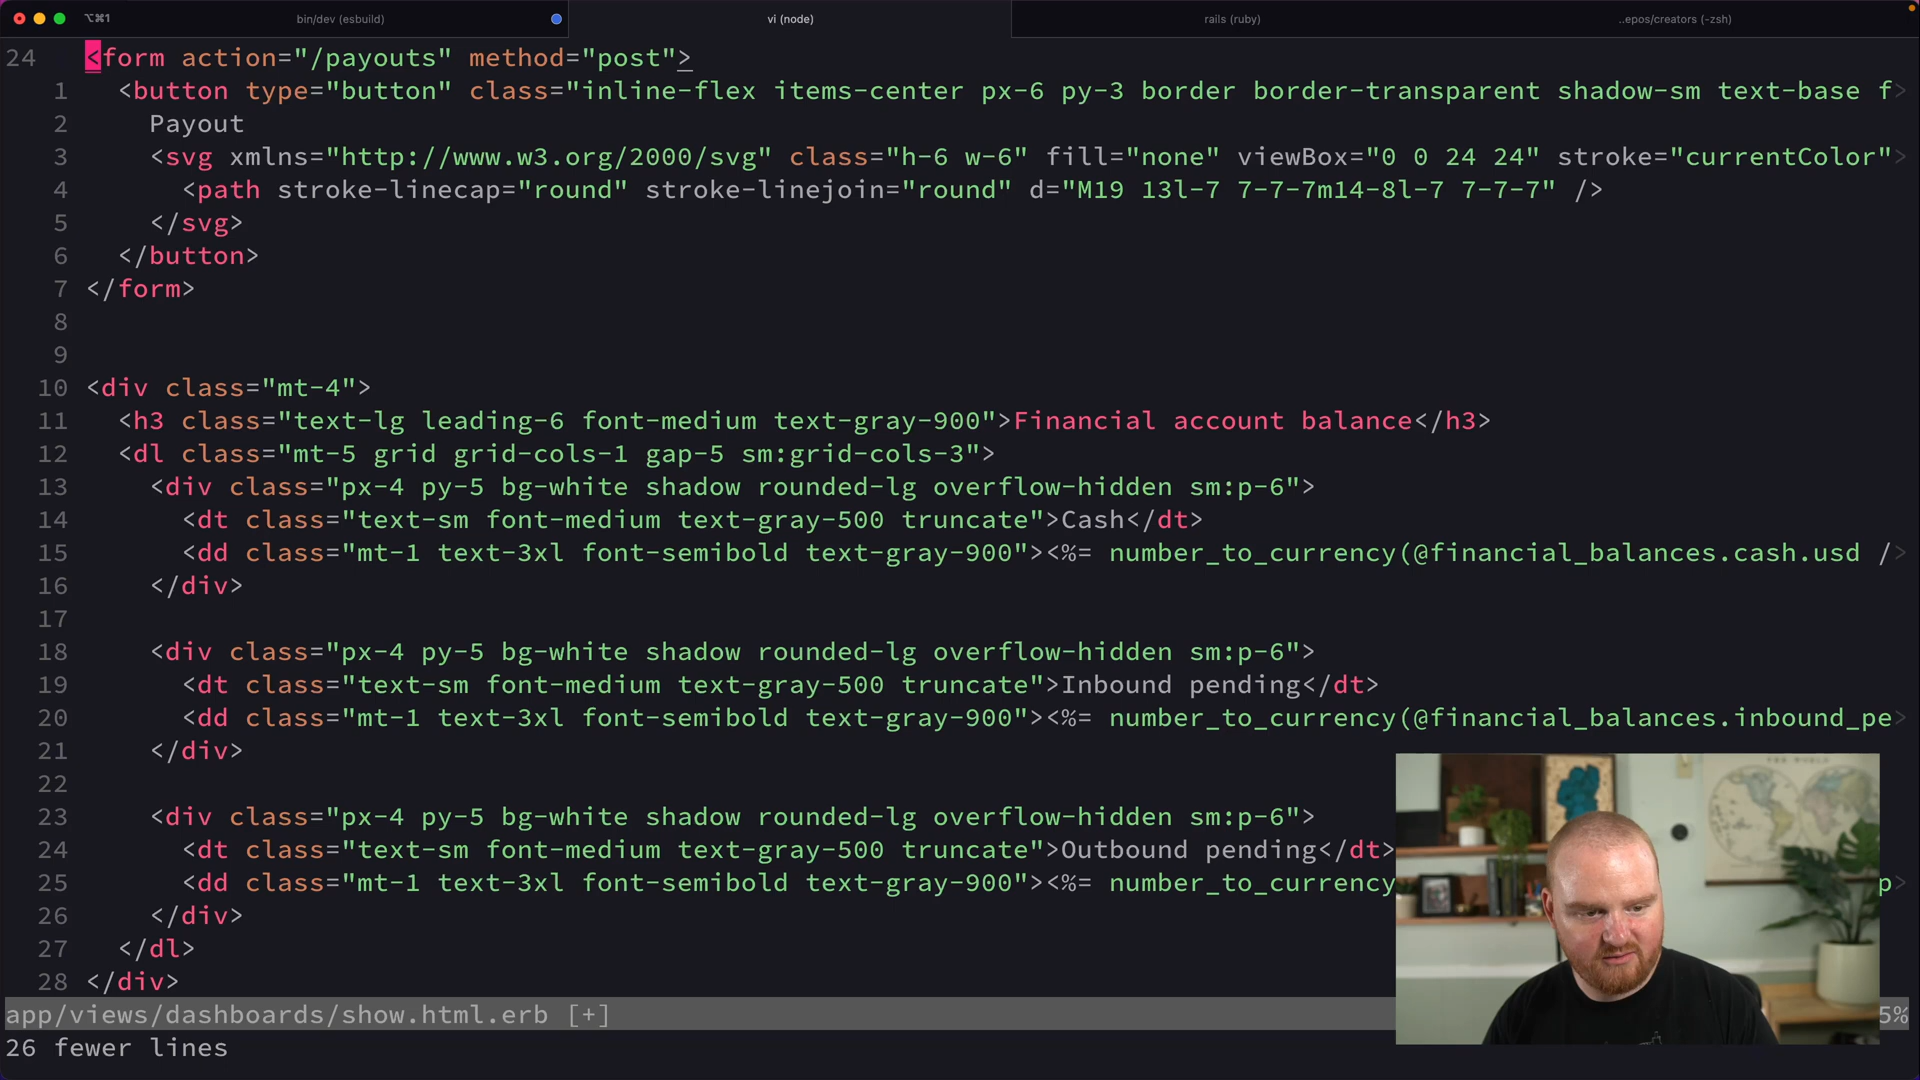 ⌥⌘1
bin/dev (esbuild)
vi (node)
rails (ruby)
..epos/creators (-zsh)
24 <form action="/payouts" method="post">
1 <button type="button" class="inline-flex items-center px-6 py-3 border border-transparent shadow-sm text-base f>
2 Payout
3 <svg xmlns="http://www.w3.org/2000/svg" class="h-6 w-6" fill="none" viewBox="0 0 24 24" stroke="currentColor">
4 <path stroke-linecap="round" stroke-linejoin="round" d="M19 13l-7 7-7-7m14-8l-7 7-7-7" />
5 </svg>
6 </button>
7 </form>
8
9
10 <div class="mt-4">
11 <h3 class="text-lg leading-6 font-medium text-gray-900">Financial account balance</h3>
12 <dl class="mt-5 grid grid-cols-1 gap-5 sm:grid-cols-3">
13 <div class="px-4 py-5 bg-white shadow rounded-lg overflow-hidden sm:p-6">
14 <dt class="text-sm font-medium text-gray-500 truncate">Cash</dt>
15 <dd class="mt-1 text-3xl font-semibold text-gray-900"><%= number_to_currency(@financial_balances.cash.usd />
16 </div>
17
18 <div class="px-4 py-5 bg-white shadow rounded-lg overflow-hidden sm:p-6">
19 <dt class="text-sm font-medium text-gray-500 truncate">Inbound pending</dt>
20 <dd class="mt-1 text-3xl font-semibold text-gray-900"><%= number_to_currency(@financial_balances.inbound_pe>
21 </div>
22
23 <div class="px-4 py-5 bg-white shadow rounded-lg overflow-hidden sm:p-6">
24 <dt class="text-sm font-medium text-gray-500 truncate">Outbound pending</dt>
25 <dd class="mt-1 text-3xl font-semibold text-gray-900"><%= number_to_currency p>
26 </div>
27 </dl>
28 </div>
app/views/dashboards/show.html.erb [+] 5%
26 fewer lines